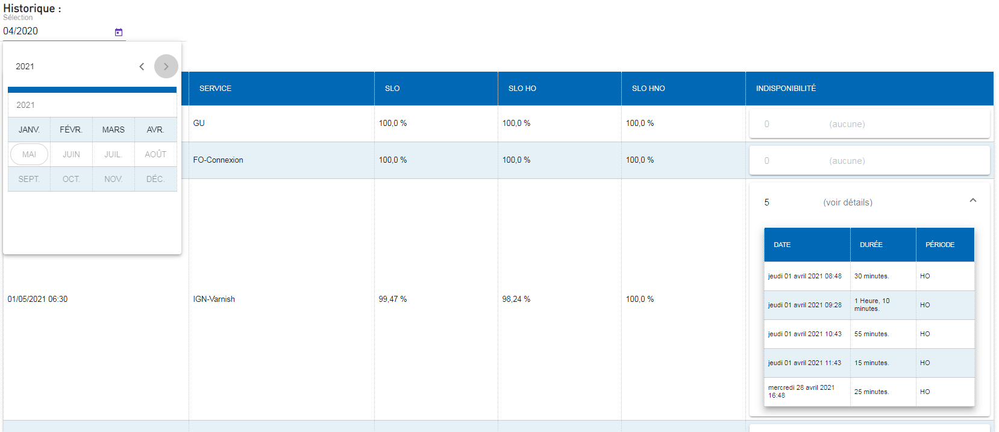 Historique :
Sélection
04/2020
2021
2021
JANV. FÉVR. MARS AVR.
MAI JUIN JUIL. AOÛT
SEPT. OCT. NOV. DÉC.
SERVICE SLO SLO HO SLO HNO INDISPONIBILITÉ
GU 100,0 % 100,0 % 100,0 % 0 (aucune)
FO-Connexion 100,0 % 100,0 % 100,0 % 0 (aucune)
01/05/2021 06:30 IGN-Varnish 99,47 % 98,24 % 100,0 %
5 (voir détails)
DATE DURÉE PÉRIODE
jeudi 01 avril 2021 08:48 30 minutes. HO
jeudi 01 avril 2021 09:28 1 Heure, 10
minutes. HO
jeudi 01 avril 2021 10:43 55 minutes. HO
jeudi 01 avril 2021 11:43 15 minutes. HO
mercredi 28 avril 2021
16:48 25 minutes. HO